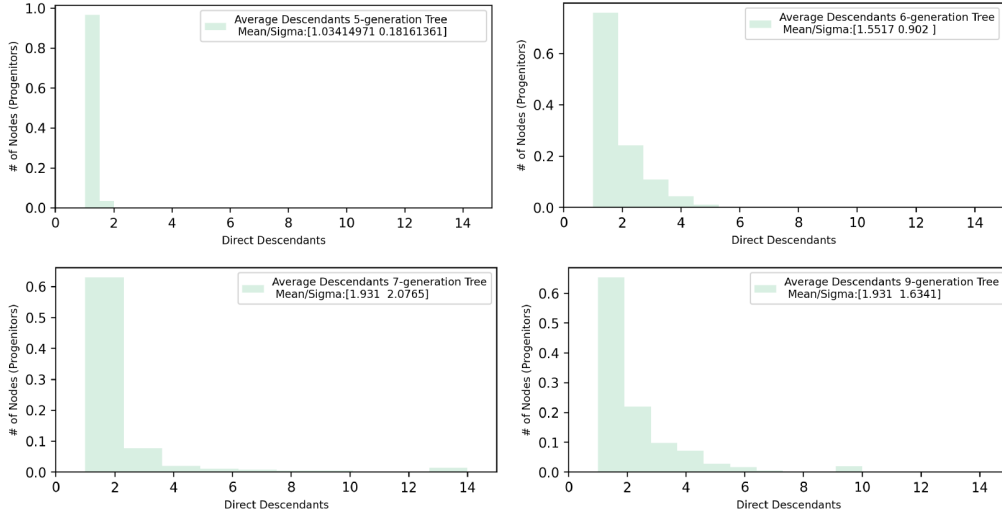 Average Descendants 5-generation Tree
Mean/Sigma:[1.03414971 0.18161361]
# of Nodes (Progenitors)
1.0
0.8
0.6
0.4
0.2
0.0
0 2 4 6 8 10 12 14
Direct Descendants
Average Descendants 6-generation Tree
Mean/Sigma:[1.5517 0.902 ]
# of Nodes (Progenitors)
0.6
0.4
0.2
0.0
0 2 4 6 8 10 12 14
Direct Descendants
Average Descendants 7-generation Tree
Mean/Sigma:[1.931 2.0765]
# of Nodes (Progenitors)
0.6
0.5
0.4
0.3
0.2
0.1
0.0
0 2 4 6 8 10 12 14
Direct Descendants
Average Descendants 9-generation Tree
Mean/Sigma:[1.931 1.6341]
# of Nodes (Progenitors)
0.6
0.5
0.4
0.3
0.2
0.1
0.0
0 2 4 6 8 10 12 14
Direct Descendants